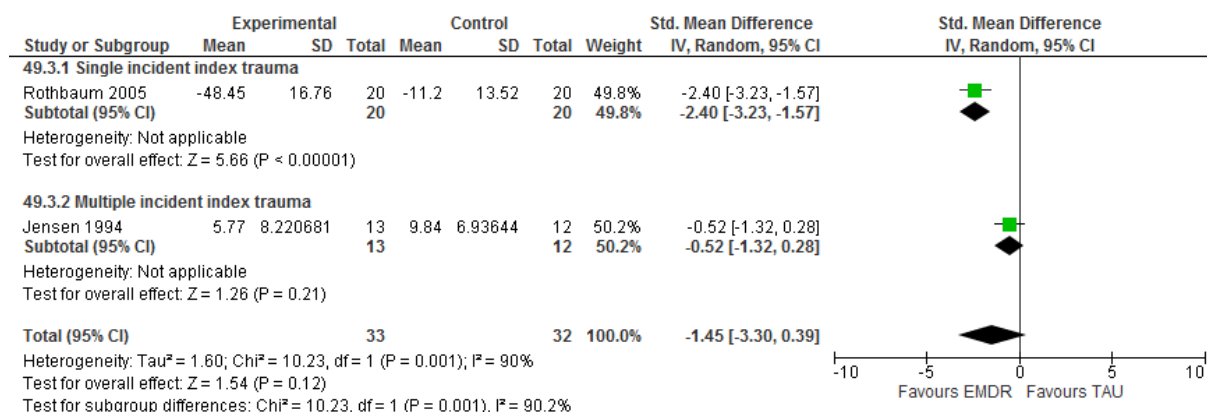 Experimental Control Std. Mean Difference Std. Mean Difference
Study or Subgroup Mean SD Total Mean SD Total Weight IV, Random, 95% CI IV, Random, 95% CI
49.3.1 Single incident index trauma
Rothbaum 2005 -48.45 16.76 20 -11.2 13.52 20 49.8% -2.40 [-3.23, -1.57]
Subtotal (95% CI) 20 20 49.8% -2.40 [-3.23, -1.57]
Heterogeneity: Not applicable
Test for overall effect: Z = 5.66 (P < 0.00001)
49.3.2 Multiple incident index trauma
Jensen 1994 5.77 8.220681 13 9.84 6.93644 12 50.2% -0.52 [-1.32, 0.28]
Subtotal (95% CI) 13 12 50.2% -0.52 [-1.32, 0.28]
Heterogeneity: Not applicable
Test for overall effect: Z = 1.26 (P = 0.21)
Total (95% CI) 33 32 100.0% -1.45 [-3.30, 0.39]
Heterogeneity: Tau² = 1.60; Chi² = 10.23, df = 1 (P = 0.001); I² = 90%
Test for overall effect: Z = 1.54 (P = 0.12)
Test for subgroup differences: Chi² = 10.23, df = 1 (P = 0.001), I² = 90.2%
-10 -5 0 5 10
Favours EMDR Favours TAU